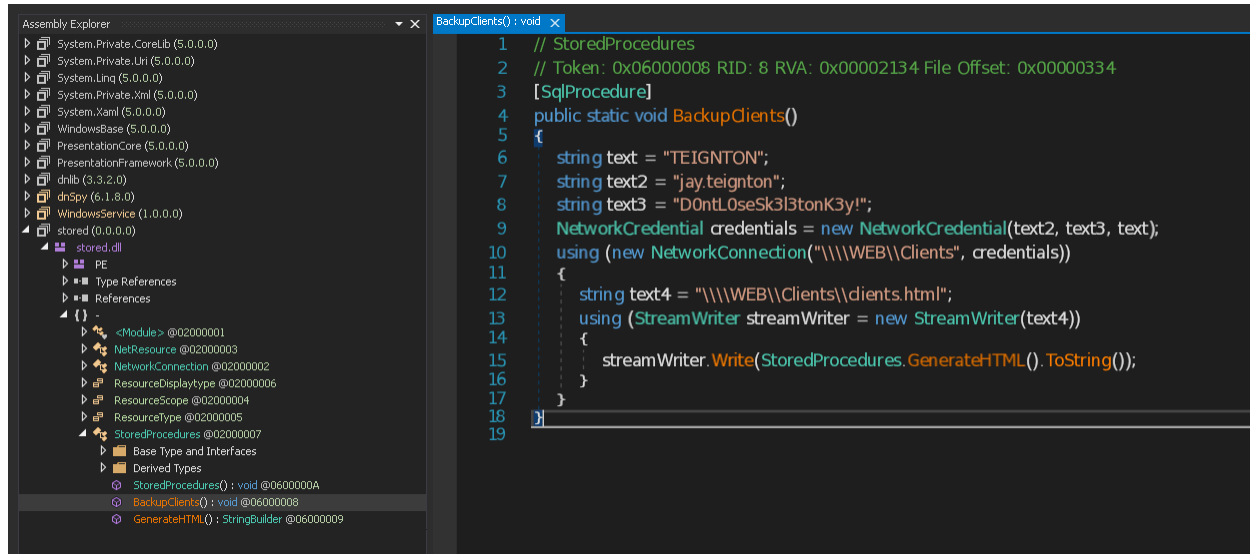 Assembly Explorer
System.Private.CoreLib (5.0.0.0)
System.Private.Uri (5.0.0.0)
System.Linq (5.0.0.0)
System.Private.Xml (5.0.0.0)
System.Xaml (5.0.0.0)
WindowsBase (5.0.0.0)
PresentationCore (5.0.0.0)
PresentationFramework (5.0.0.0)
dnlib (3.3.2.0)
dnSpy (6.1.8.0)
WindowsService (1.0.0.0)
stored (0.0.0.0)
stored.dll
PE
Type References
References
{ } -
<Module> @02000001
NetResource @02000003
NetworkConnection @02000002
ResourceDisplaytype @02000006
ResourceScope @02000004
ResourceType @02000005
StoredProcedures @02000007
Base Type and Interfaces
Derived Types
StoredProcedures() : void @0600000A
BackupClients() : void @06000008
GenerateHTML() : StringBuilder @06000009
BackupClients() : void
1 // StoredProcedures
2 // Token: 0x06000008 RID: 8 RVA: 0x00002134 File Offset: 0x00000334
3 [SqlProcedure]
4 public static void BackupClients()
5 {
6 string text = "TEIGNTON";
7 string text2 = "jay.teignton";
8 string text3 = "D0ntL0seSk3l3tonK3y!";
9 NetworkCredential credentials = new NetworkCredential(text2, text3, text);
10 using (new NetworkConnection("\\\\WEB\\Clients", credentials))
11 {
12 string text4 = "\\\\WEB\\Clients\\clients.html";
13 using (StreamWriter streamWriter = new StreamWriter(text4))
14 {
15 streamWriter.Write(StoredProcedures.GenerateHTML().ToString());
16 }
17 }
18 }
19